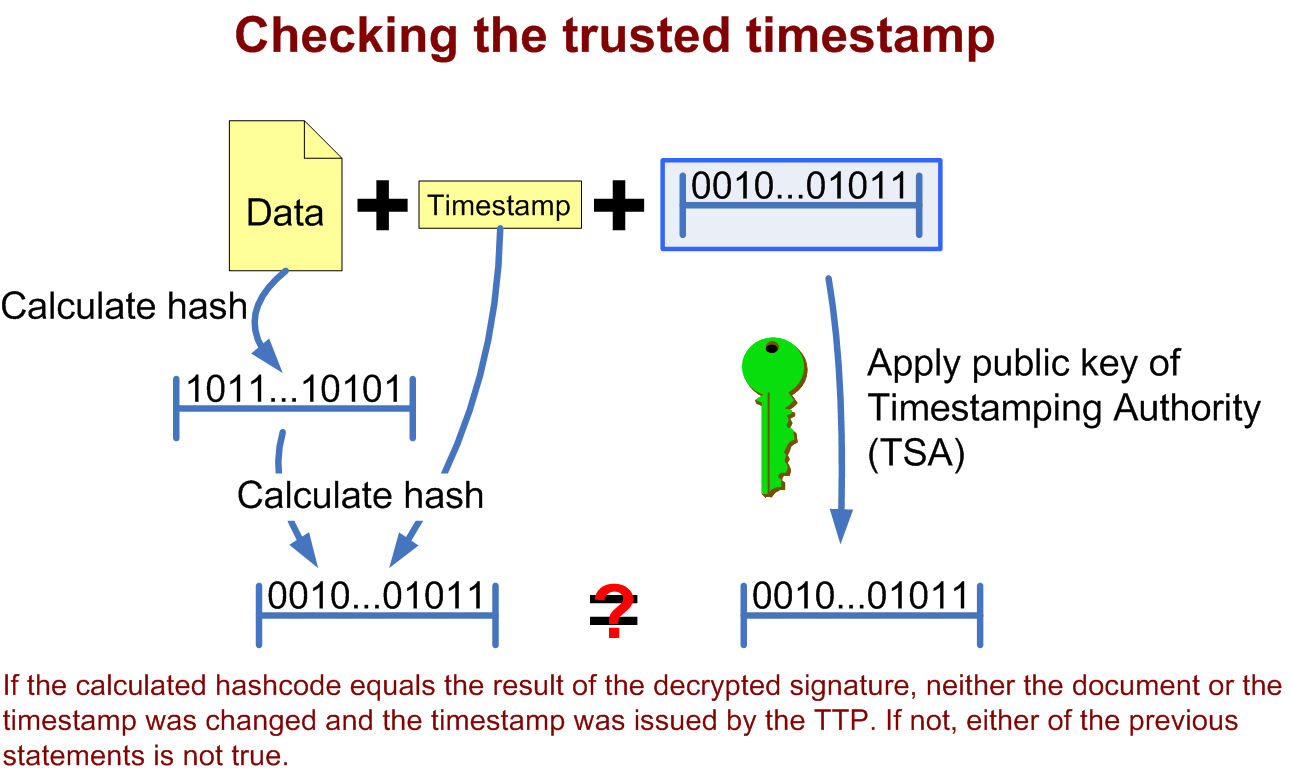 Checking the trusted timestamp
Data
Timestamp
0010...01011
Calculate hash
1011...10101
Apply public key of
Timestamping Authority
(TSA)
Calculate hash
0010...01011
?
0010...01011
If the calculated hashcode equals the result of the decrypted signature, neither the document or the
timestamp was changed and the timestamp was issued by the TTP. If not, either of the previous
statements is not true.